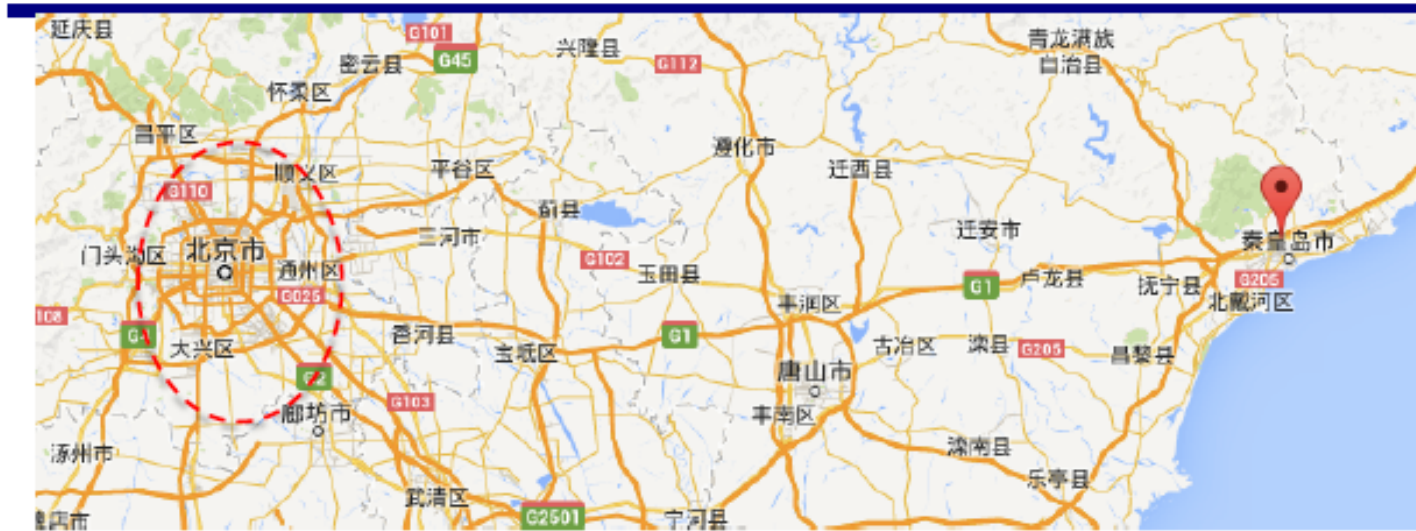 延庆县
G101
密云县
G45
兴隆县
G112
青龙满族
自治县
怀柔区
昌平区
顺义区
平谷区
遵化市
迁西县
G110
蓟县
门头沟区
北京市
三河市
G102
迁安市
秦皇岛市
通州区
玉田县
G1
卢龙县
抚宁县
G205
G025
丰润区
北戴河区
108
G4
香河县
G1
古冶区
滦县
G205
昌黎县
大兴区
宝坻区
唐山市
G2
G103
廊坊市
丰南区
滦南县
涿州市
乐亭县
武清区
G2501
宁河县
店市